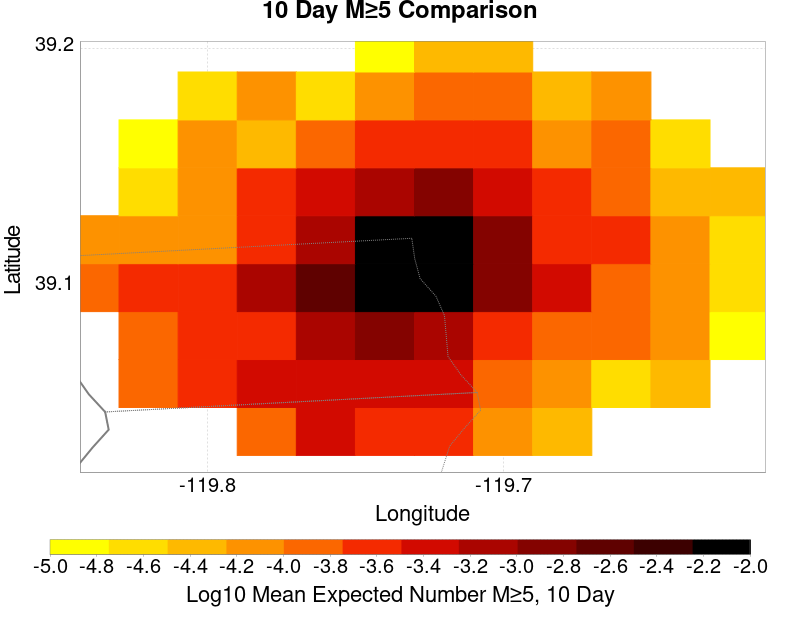 10 Day M≥5 Comparison
39.2
39.1
Latitude
-119.8 -119.7
Longitude
-5.0 -4.8 -4.6 -4.4 -4.2 -4.0 -3.8 -3.6 -3.4 -3.2 -3.0 -2.8 -2.6 -2.4 -2.2 -2.0
Log10 Mean Expected Number M≥5, 10 Day